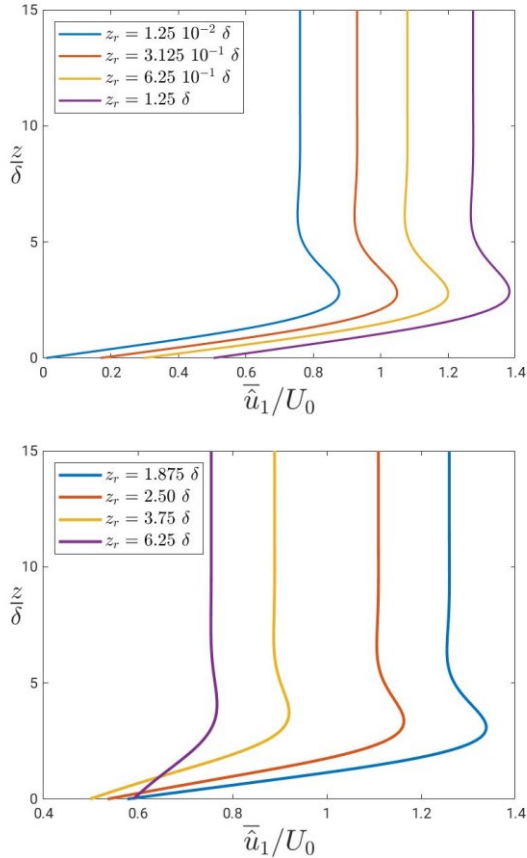 15
z_r = 1.25 10^{-2} δ
z_r = 3.125 10^{-1} δ
z_r = 6.25 10^{-1} δ
z_r = 1.25 δ
10
z/δ
5
0
0 0.2 0.4 0.6 0.8 1 1.2 1.4
\overline{\hat{u}}_1/U_0
15
z_r = 1.875 δ
z_r = 2.50 δ
z_r = 3.75 δ
z_r = 6.25 δ
10
z/δ
5
0
0.4 0.6 0.8 1 1.2 1.4
\overline{\hat{u}}_1/U_0